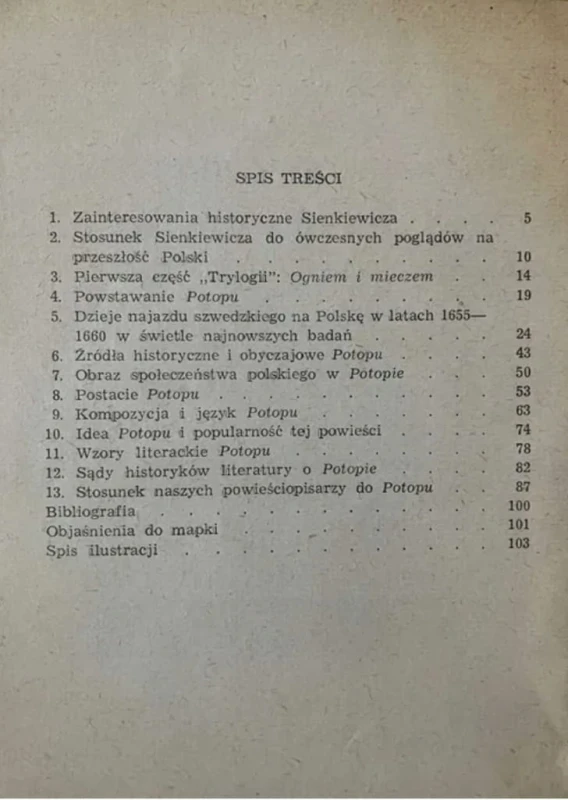 SPIS TREŚCI
1. Zainteresowania historyczne Sienkiewicza . . . . 5
2. Stosunek Sienkiewicza do ówczesnych poglądów na
przeszłość Polski . . . . . . . . . . 10
3. Pierwsza część „Trylogii": Ogniem i mieczem . . 14
4. Powstawanie Potopu . . . . . . . . . 19
5. Dzieje najazdu szwedzkiego na Polskę w latach 1655—
1660 w świetle najnowszych badań . . . . . 24
6. Źródła historyczne i obyczajowe Potopu . . . . 43
7. Obraz społeczeństwa polskiego w Potopie . . . 50
8. Postacie Potopu . . . . . . . . . . . 53
9. Kompozycja i język Potopu . . . . . . . 63
10. Idea Potopu i popularność tej powieści . . . . 74
11. Wzory literackie Potopu . . . . . . . . 78
12. Sądy historyków literatury o Potopie . . . . 82
13. Stosunek naszych powieściopisarzy do Potopu . . 87
Bibliografia . . . . . . . . . . . . . 100
Objaśnienia do mapki . . . . . . . . . 101
Spis ilustracji . . . . . . . . . . . . 103